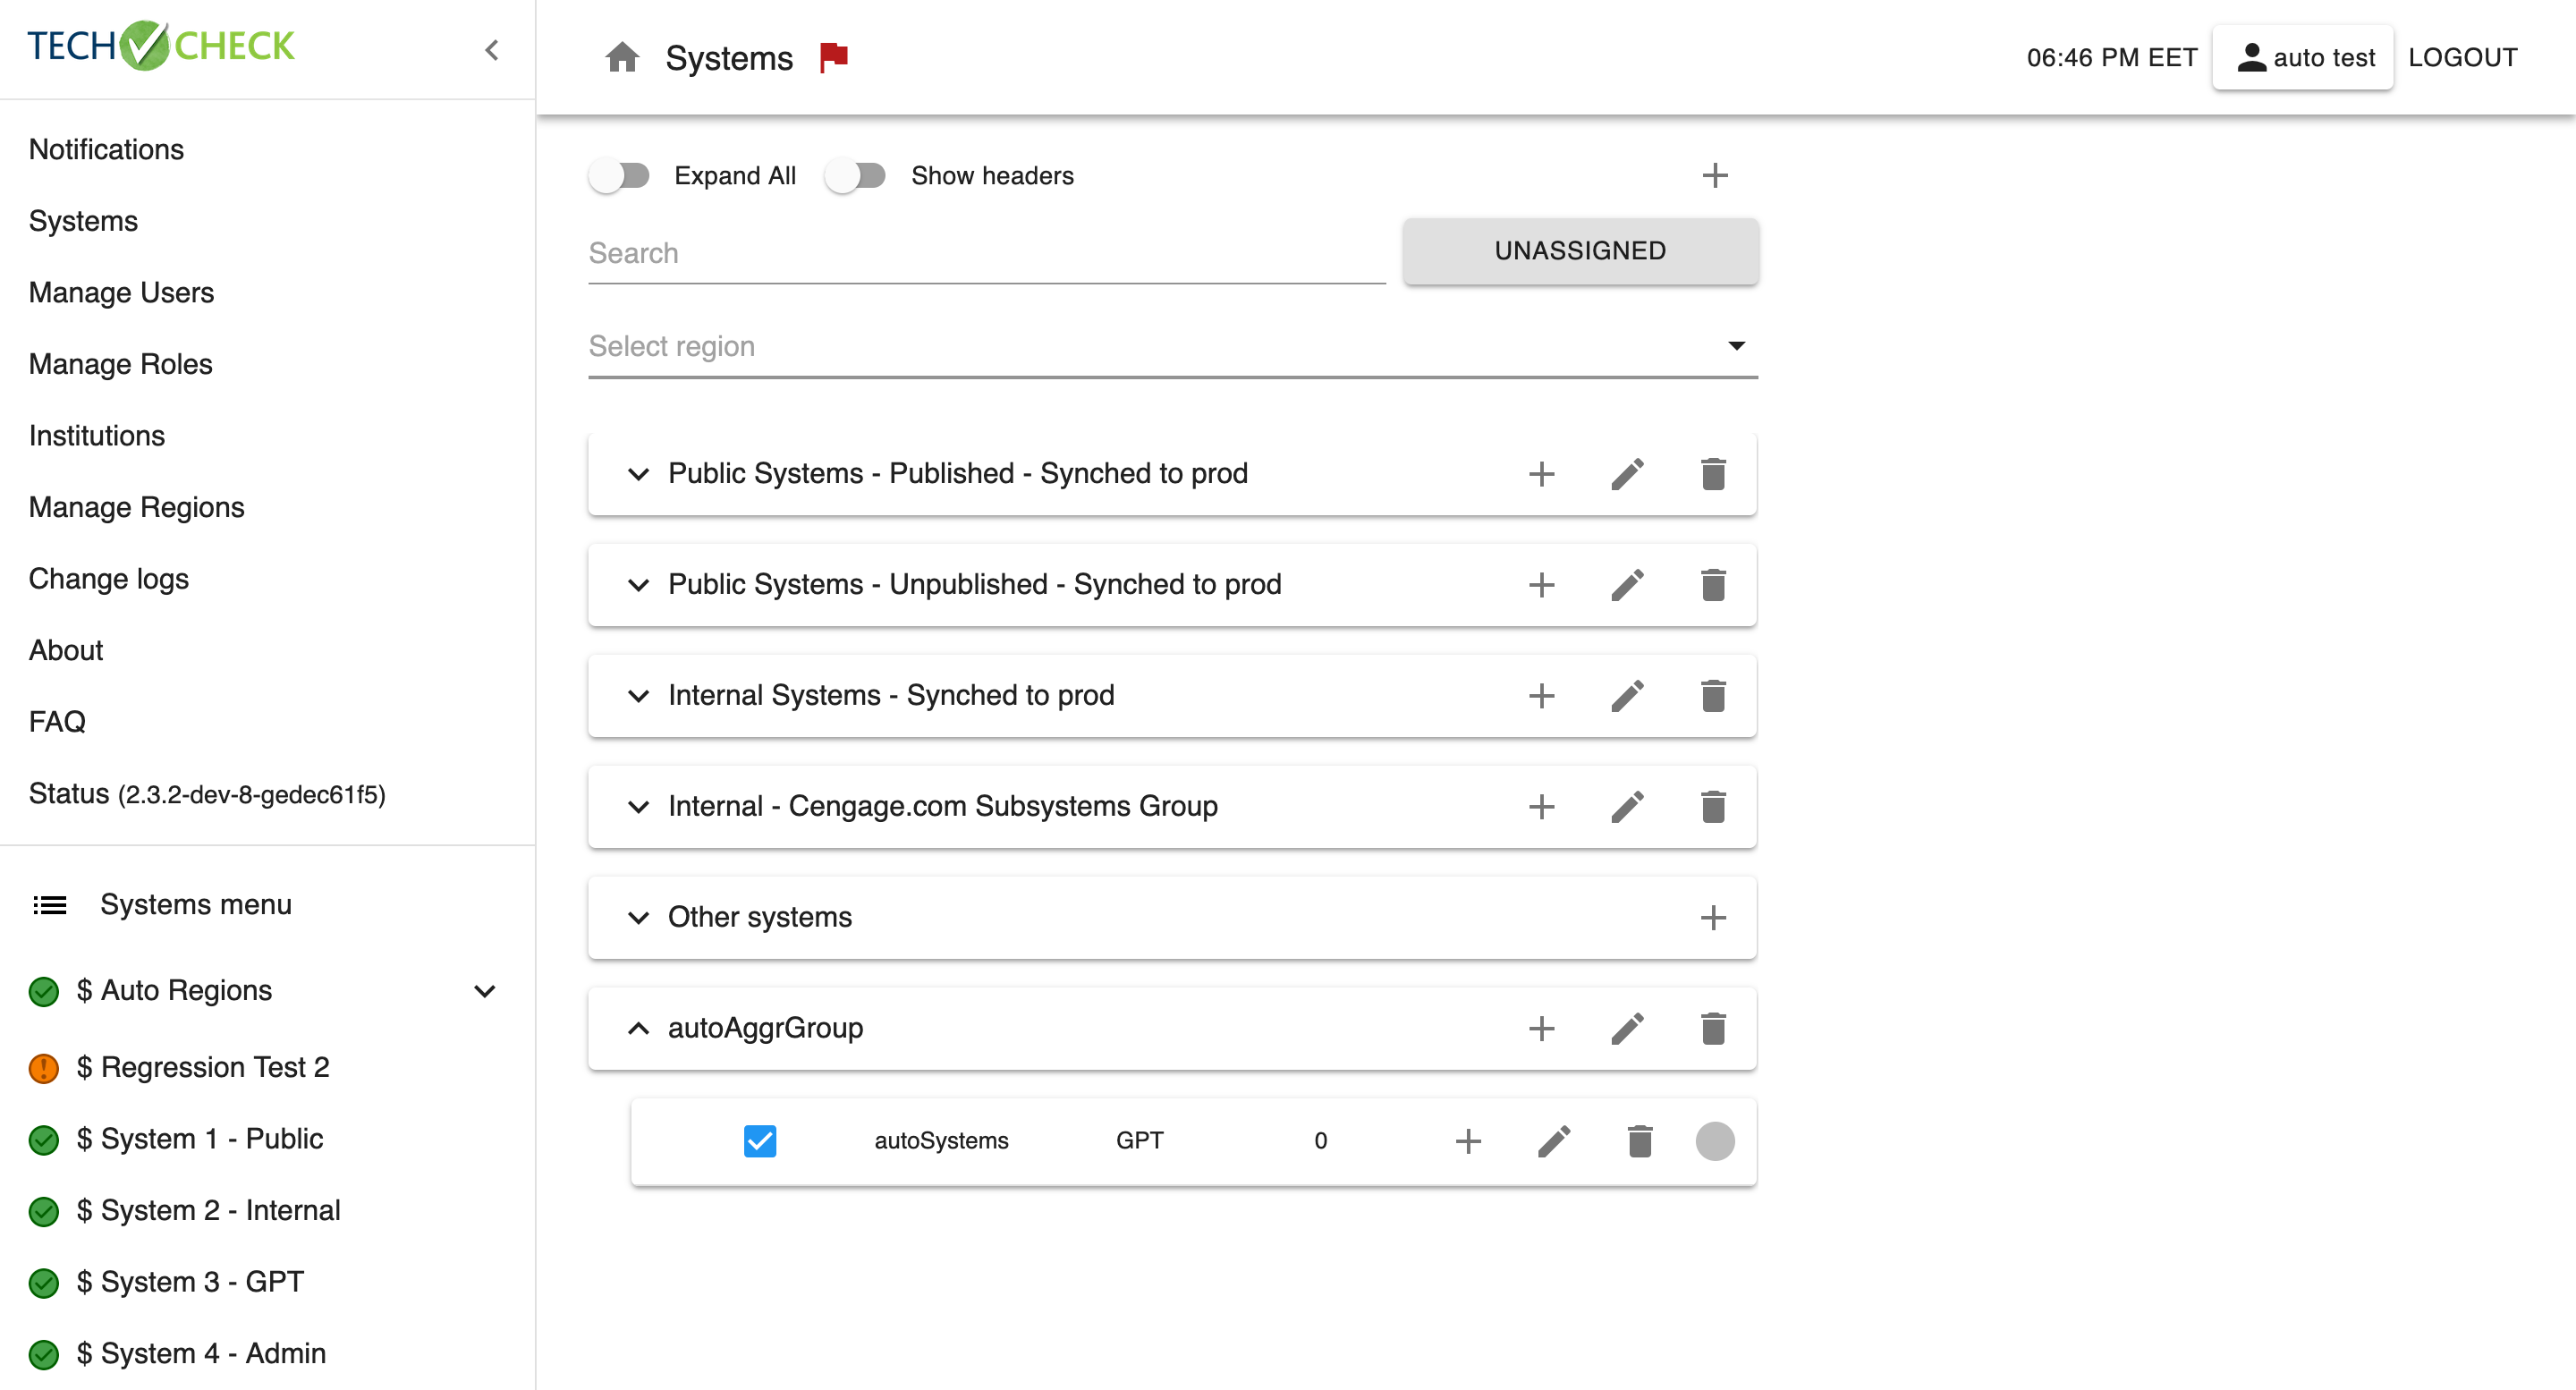 TECH CHECK
Systems
06:46 PM EET
auto test
LOGOUT
Notifications
Systems
Manage Users
Manage Roles
Institutions
Manage Regions
Change logs
About
FAQ
Status (2.3.2-dev-8-gedec61f5)
Systems menu
$ Auto Regions
$ Regression Test 2
$ System 1 - Public
$ System 2 - Internal
$ System 3 - GPT
$ System 4 - Admin
Expand All
Show headers
Search
UNASSIGNED
Select region
Public Systems - Published - Synched to prod
Public Systems - Unpublished - Synched to prod
Internal Systems - Synched to prod
Internal - Cengage.com Subsystems Group
Other systems
autoAggrGroup
autoSystems GPT 0